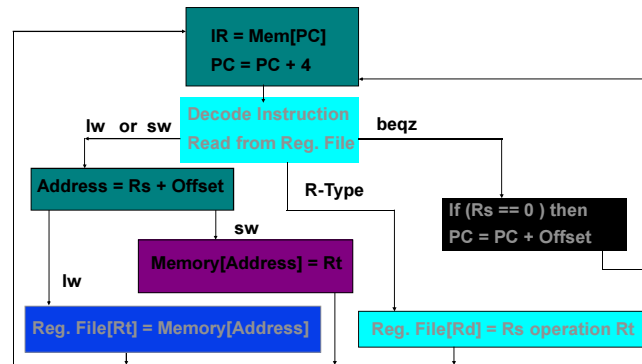 IR = Mem[PC]
PC = PC + 4
Decode Instruction
Read from Reg. File
lw or sw
beqz
Address = Rs + Offset
R-Type
If (Rs == 0 ) then
PC = PC + Offset
sw
Memory[Address] = Rt
lw
Reg. File[Rt] = Memory[Address]
Reg. File[Rd] = Rs operation Rt